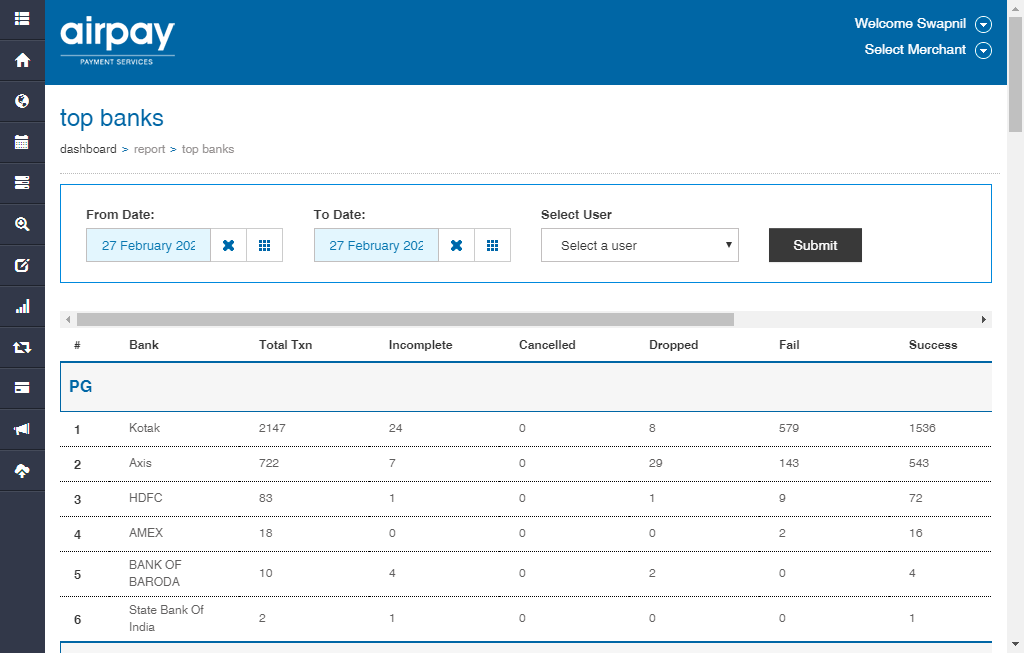 airpay
PAYMENT SERVICES
Welcome Swapnil
Select Merchant
top banks
dashboard > report > top banks
From Date: To Date: Select User
27 February 202 27 February 202 Select a user Submit
# Bank Total Txn Incomplete Cancelled Dropped Fail Success
PG
1 Kotak 2147 24 0 8 579 1536
2 Axis 722 7 0 29 143 543
3 HDFC 83 1 0 1 9 72
4 AMEX 18 0 0 0 2 16
5 BANK OF BARODA 10 4 0 2 0 4
6 State Bank Of India 2 1 0 0 0 1